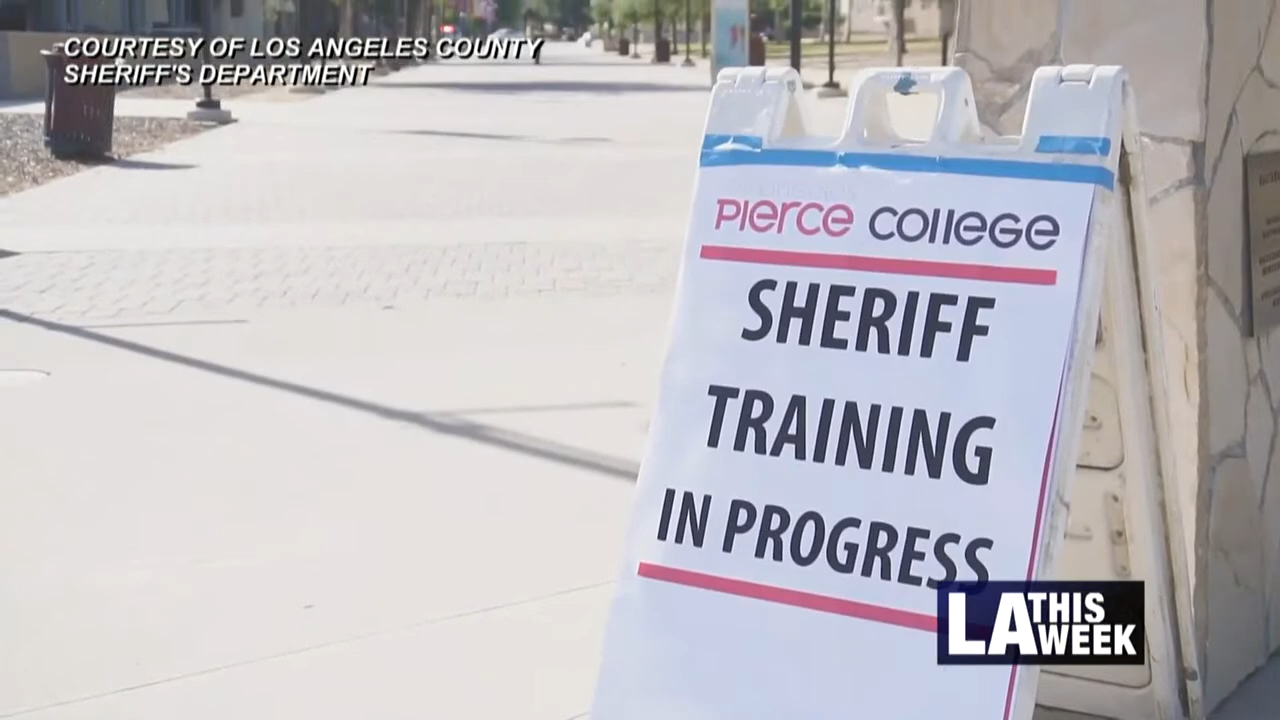 COURTESY OF LOS ANGELES COUNTY
SHERIFF'S DEPARTMENT
PIerce college
SHERIFF
TRAINING
IN PROGRESS
LA THIS WEEK